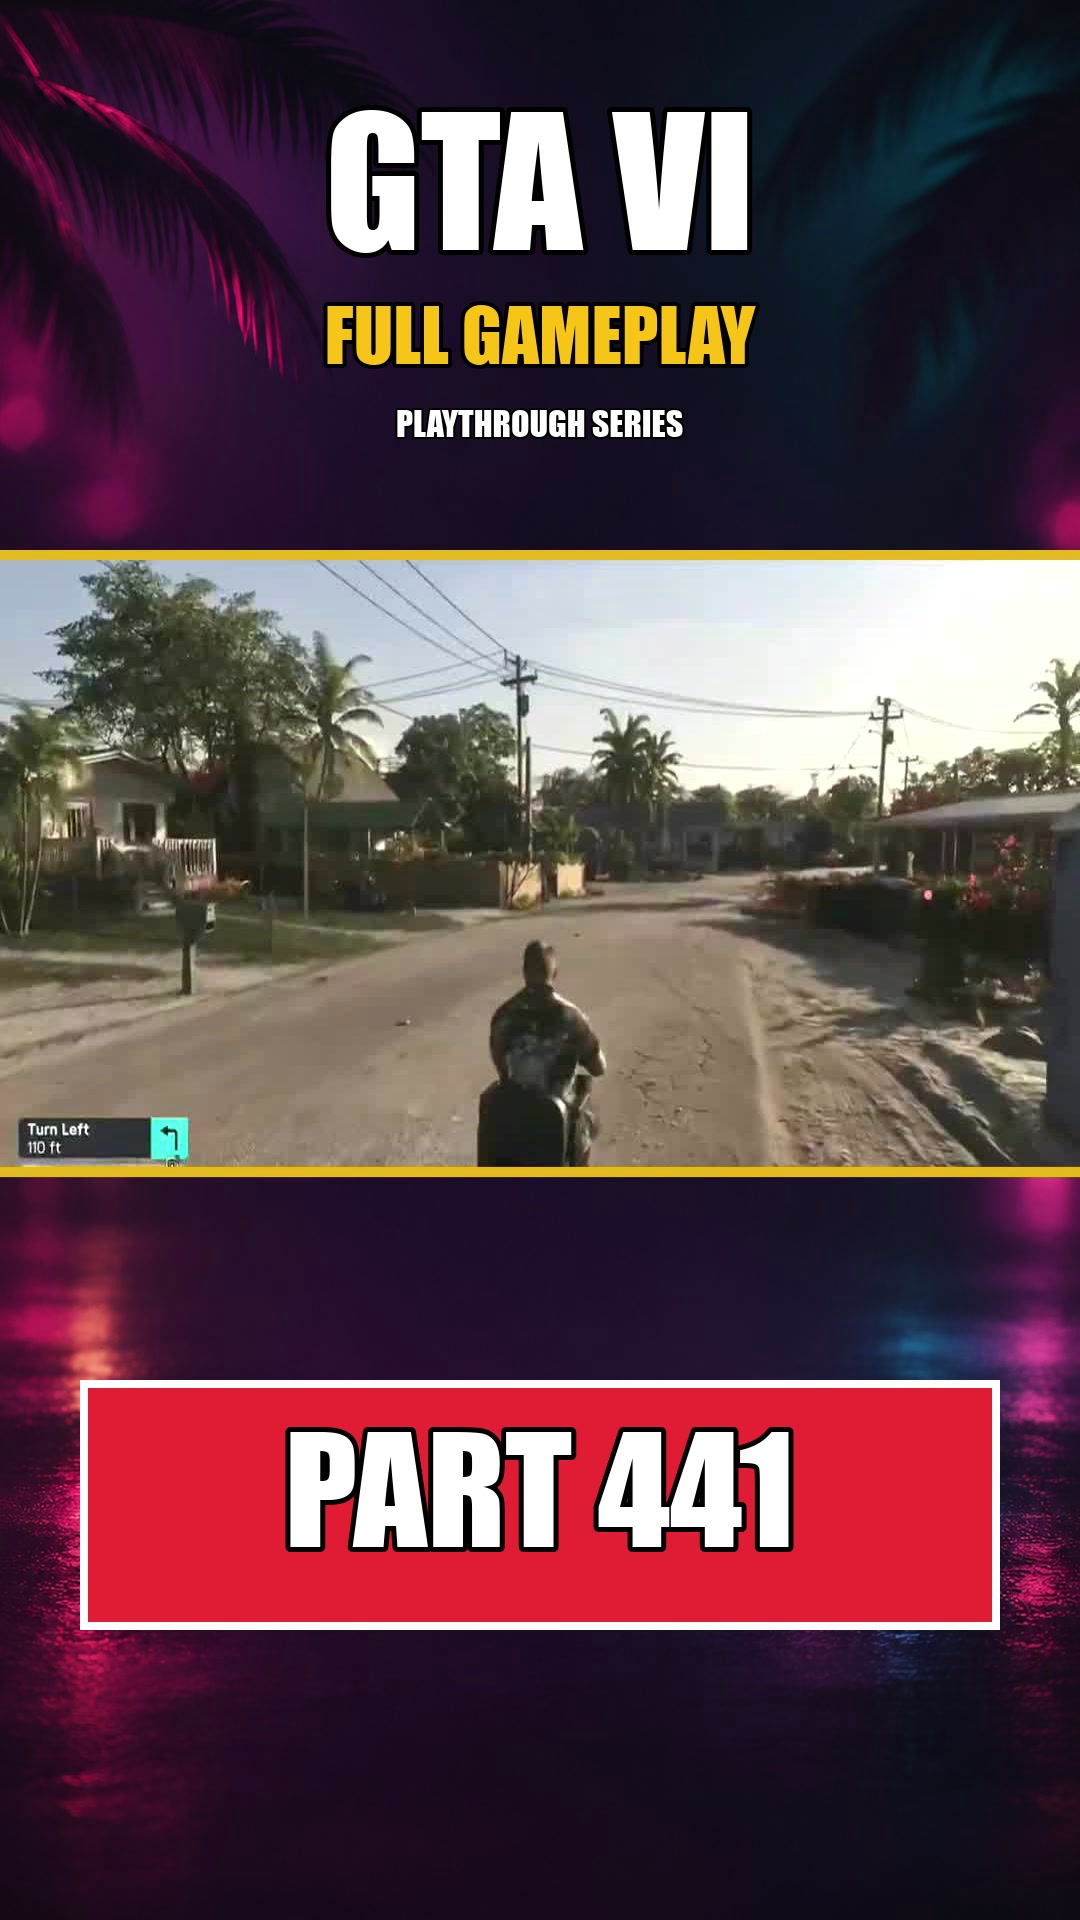 GTA VI
FULL GAMEPLAY
PLAYTHROUGH SERIES
Turn Left
110 ft
PART 441